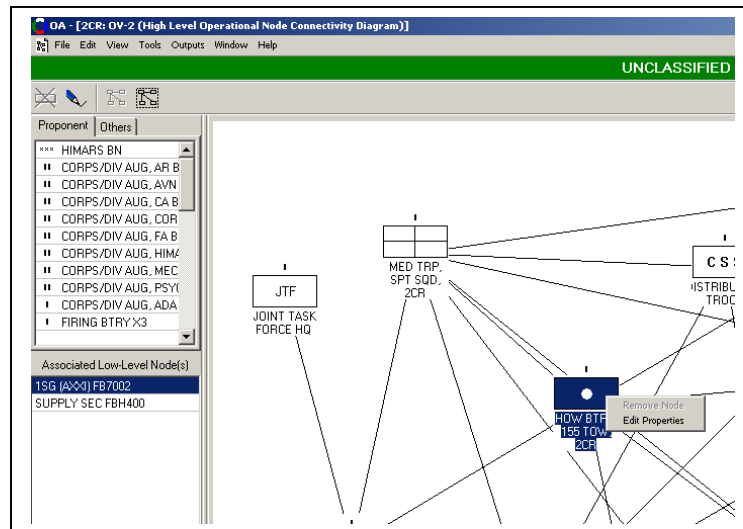 OA - [2CR: OV-2 (High Level Operational Node Connectivity Diagram)]
File Edit View Tools Outputs Window Help
UNCLASSIFIED
Proponent Others
HIMARS BN
CORPS/DIV AUG, AR B
CORPS/DIV AUG, AVN
CORPS/DIV AUG, CA B
CORPS/DIV AUG, COR
CORPS/DIV AUG, FA B
CORPS/DIV AUG, HIMA
CORPS/DIV AUG, MEC
CORPS/DIV AUG, PSYO
CORPS/DIV AUG, ADA
FIRING BTRY X3
Associated Low-Level Node(s)
1SG (AXXI) FB7002
SUPPLY SEC FBH400
MED TRP,
SPT SQD,
2CR
JTF
JOINT TASK
FORCE HQ
C S S
ISTRIBU
TROO
HOW BTR
155 TOW,
2CR
Remove Node
Edit Properties